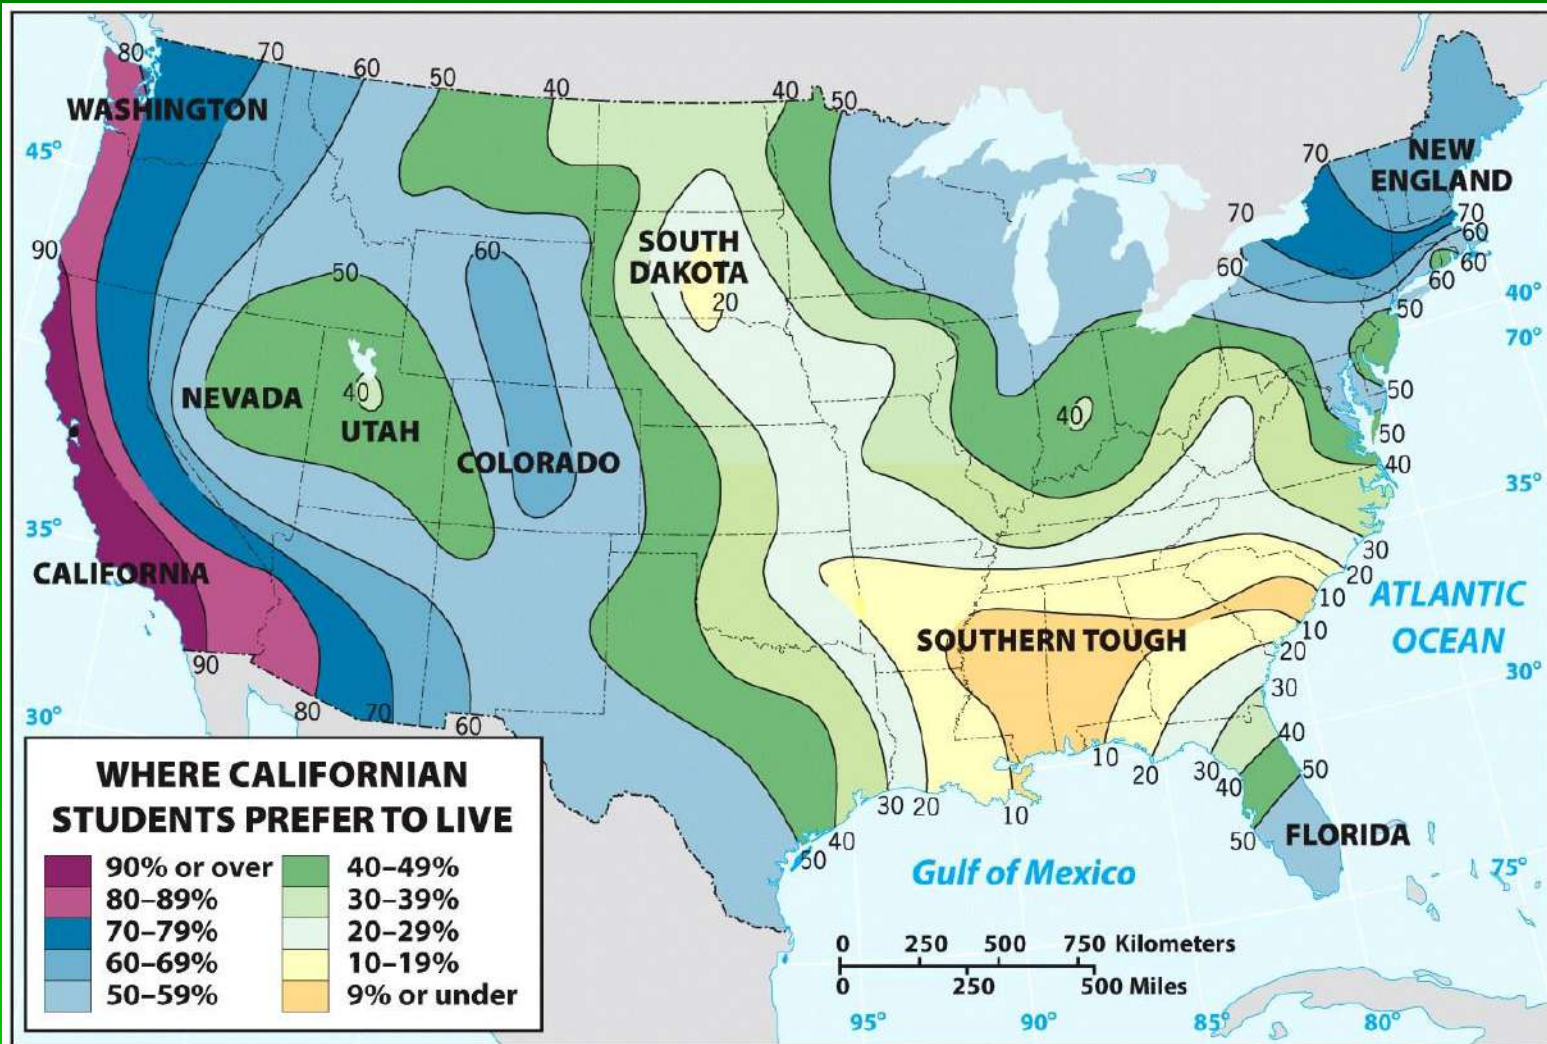 80
70
60
50
40
40
50
WASHINGTON
45°
70
NEW
ENGLAND
70
70
60
60
60
60
90
SOUTH
DAKOTA
20
60
50
50
40°
70°
NEVADA
40
UTAH
COLORADO
40
50
50
40
35°
35°
CALIFORNIA
30
20
10
ATLANTIC
OCEAN
SOUTHERN TOUGH
10
20
30
30°
90
80
70
60
30°
40
50
10
20
30
40
50
FLORIDA
30
20
10
40
50
Gulf of Mexico
75°
WHERE CALIFORNIAN
STUDENTS PREFER TO LIVE
90% or over
80–89%
70–79%
60–69%
50–59%
40–49%
30–39%
20–29%
10–19%
9% or under
0 250 500 750 Kilometers
0 250 500 Miles
95° 90° 85° 80°